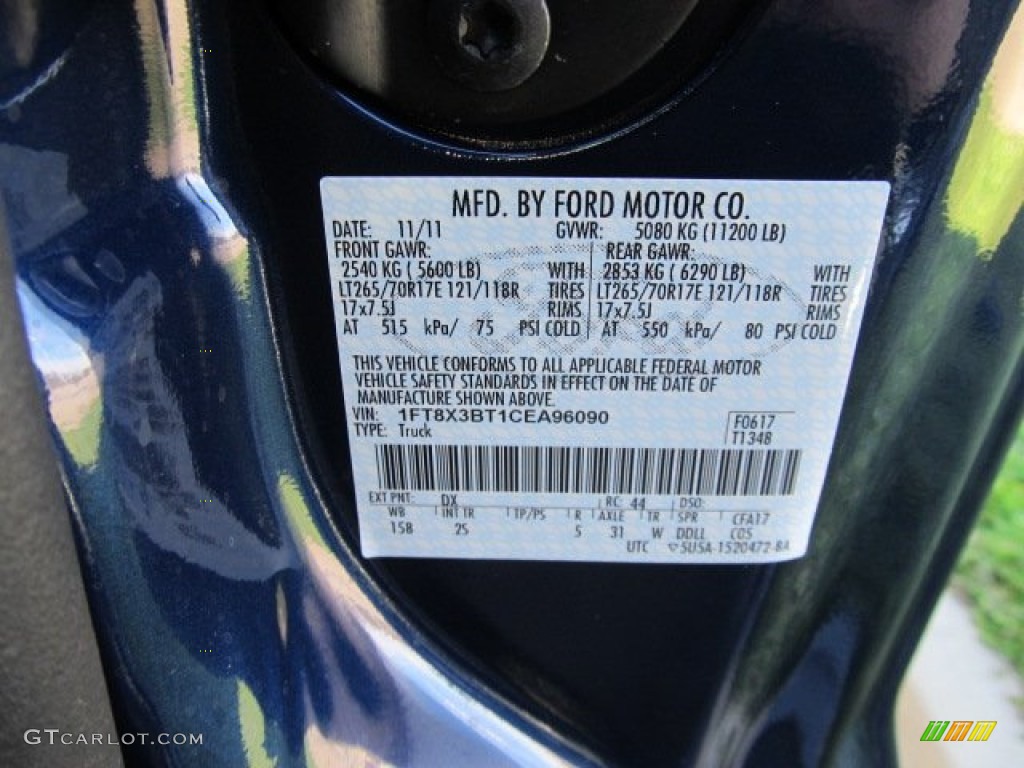 MFD. BY FORD MOTOR CO.
DATE: 11/11 GVWR: 5080 KG (11200 LB)
FRONT GAWR: REAR GAWR:
2540 KG ( 5600 LB) WITH 2853 KG ( 6290 LB) WITH
LT265/70R17E 121/118R TIRES LT265/70R17E 121/118R TIRES
17x7.5J RIMS 17x7.5J RIMS
AT 515 kPa/ 75 PSI COLD AT 550 kPa/ 80 PSI COLD
THIS VEHICLE CONFORMS TO ALL APPLICABLE FEDERAL MOTOR
VEHICLE SAFETY STANDARDS IN EFFECT ON THE DATE OF
MANUFACTURE SHOWN ABOVE.
VIN: 1FT8X3BT1CEA96090 F0617
TYPE: Truck T1348
EXT PNT: DX RC: 44 DSO:
WB INT TR TP/PS R AXLE TR SPR CFA17
158 25 5 31 W DDLL C05
UTC 5U5A-1520472-BA
GTCARLOT.COM